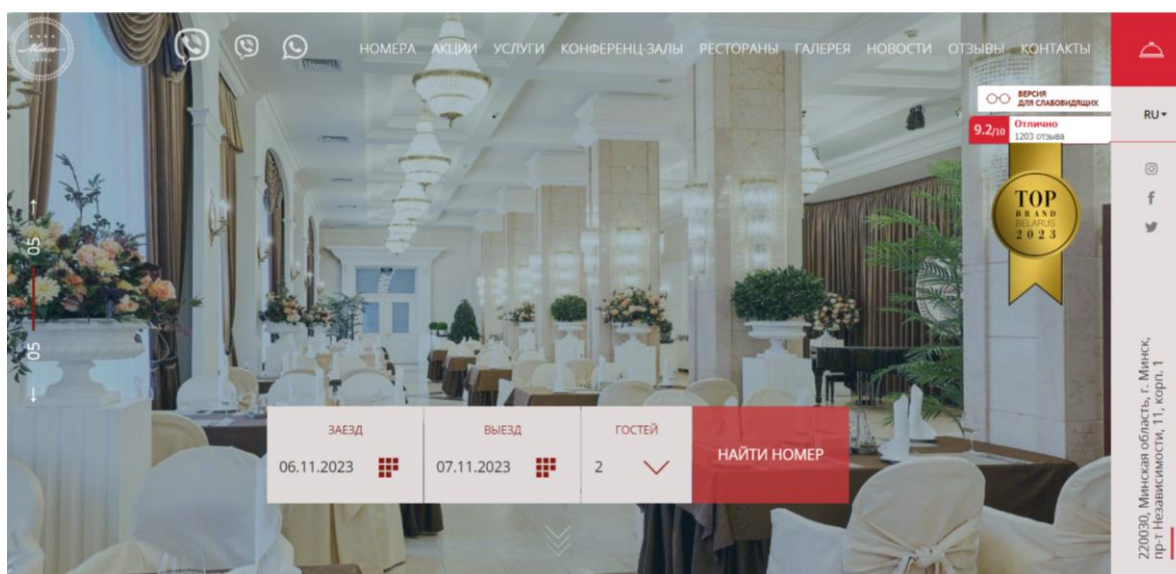 Minsk
HOTEL
НОМЕРА АКЦИИ УСЛУГИ КОНФЕРЕНЦ-ЗАЛЫ РЕСТОРАНЫ ГАЛЕРЕЯ НОВОСТИ ОТЗЫВЫ КОНТАКТЫ
ВЕРСИЯ
ДЛЯ СЛАБОВИДЯЩИХ
RU
9.2/10
Отлично
1203 отзыва
TOP
BRAND
BELARUS
2023
05
05
ЗАЕЗД
06.11.2023
ВЫЕЗД
07.11.2023
ГОСТЕЙ
2
НАЙТИ НОМЕР
220030, Минская область, г. Минск,
пр-т Независимости, 11, корп. 1